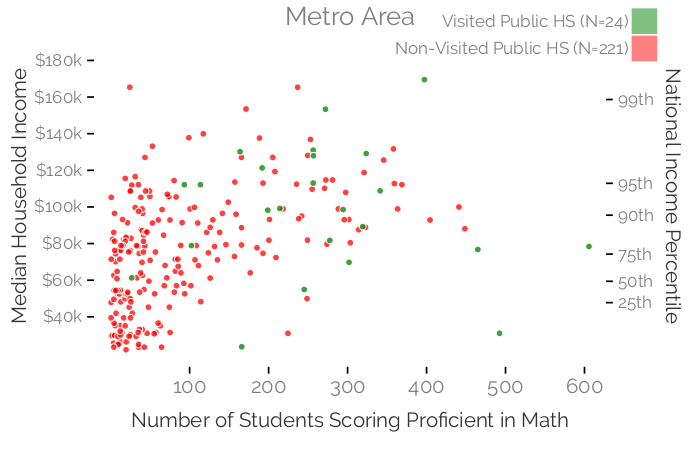 Metro Area
Visited Public HS (N=24)
Non-Visited Public HS (N=221)
Median Household Income
$180k
$160k
$140k
$120k
$100k
$80k
$60k
$40k
99th
95th
90th
75th
50th
25th
National Income Percentile
100 200 300 400 500 600
Number of Students Scoring Proficient in Math